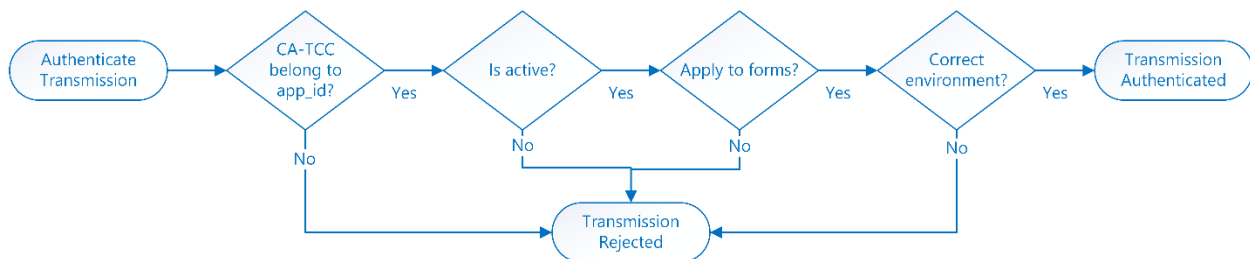 Authenticate
Transmission
CA-TCC
belong to
app_id?
Yes
Is active?
Yes
Apply to forms?
Yes
Correct
environment?
Yes
Transmission
Authenticated
No
No
No
No
Transmission
Rejected